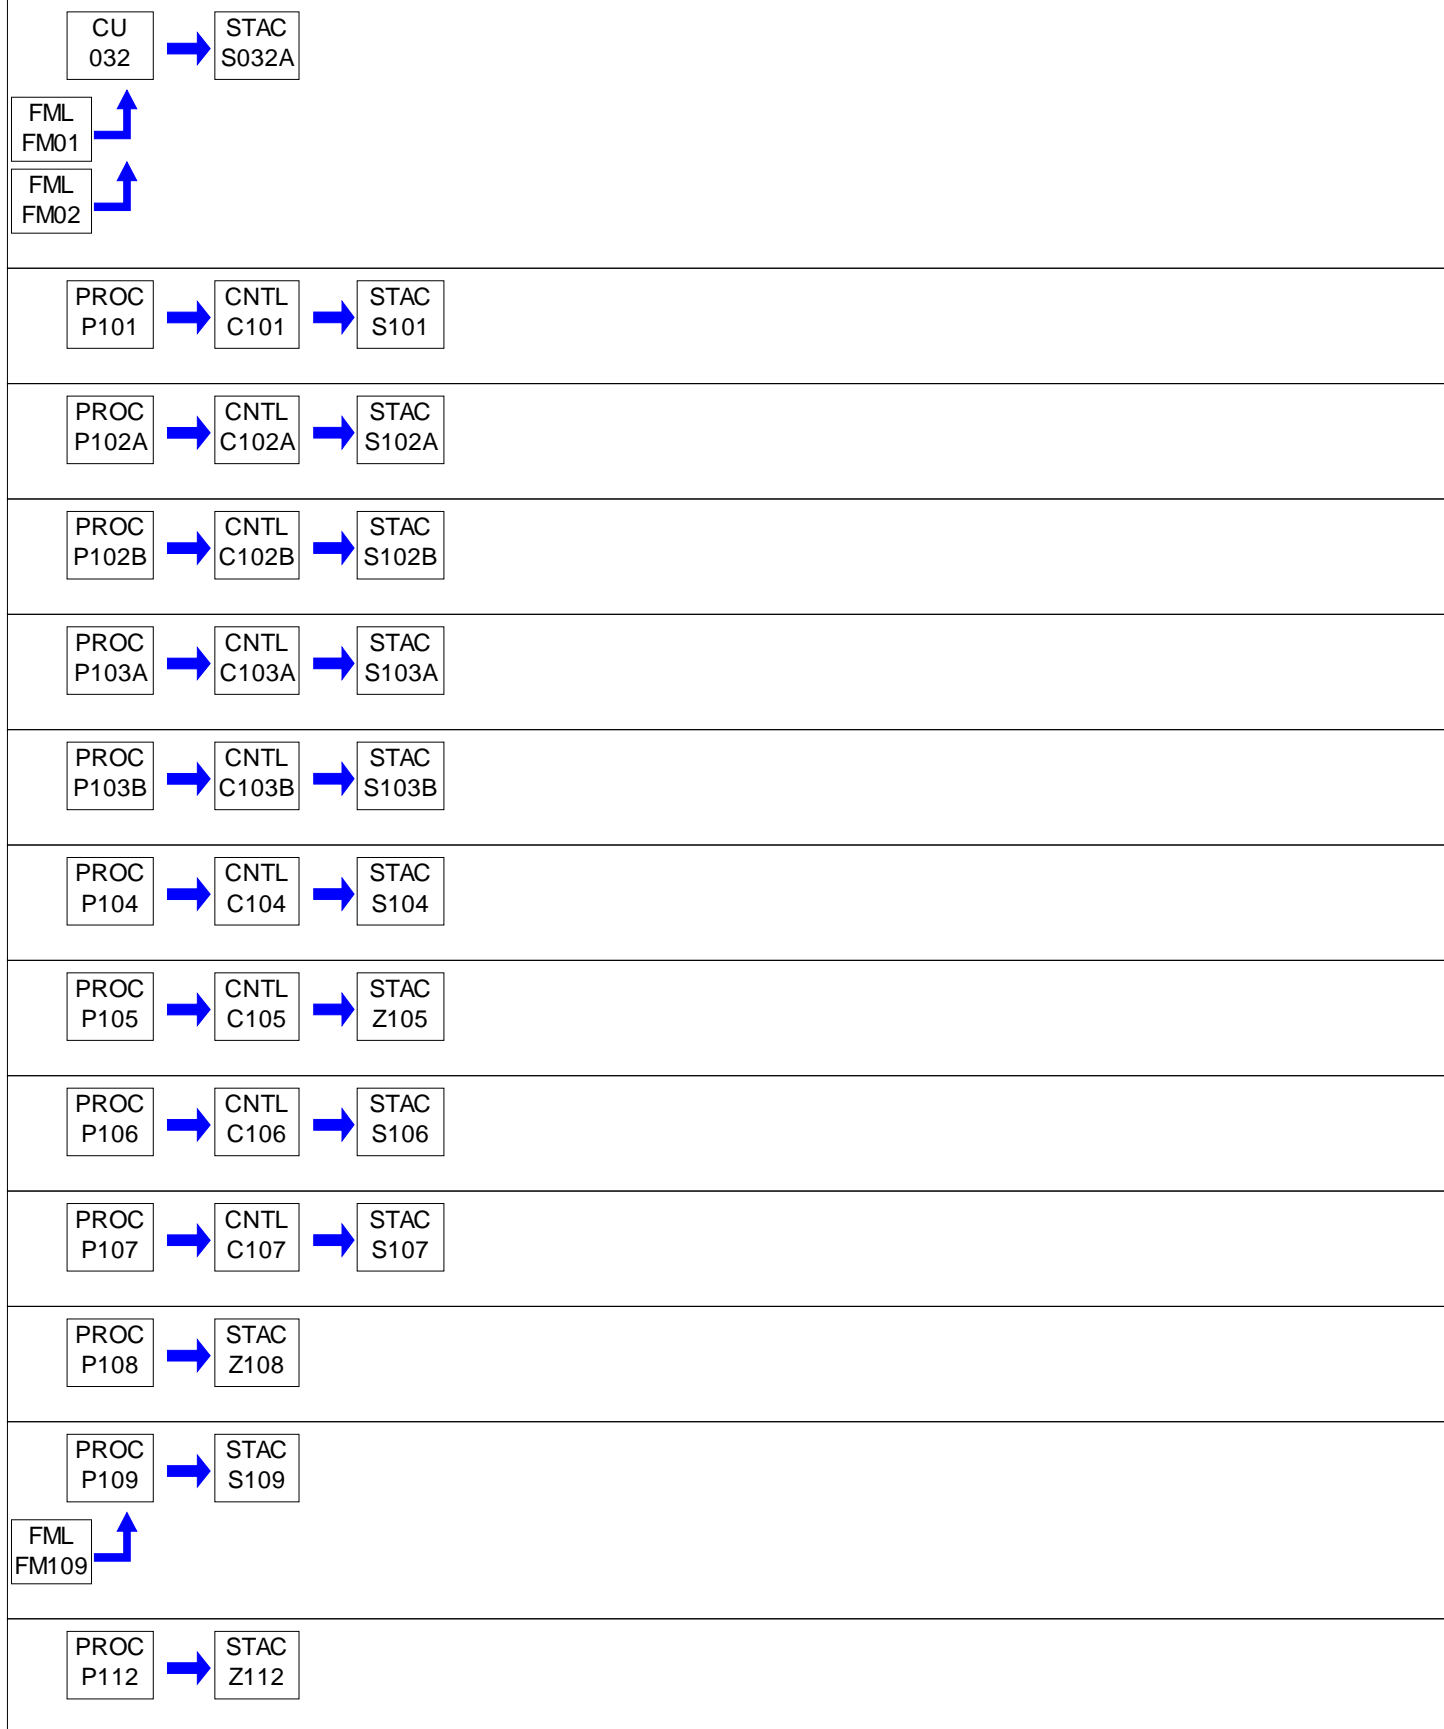 CU
032
STAC
S032A
FML
FM01
FML
FM02
PROC
P101
CNTL
C101
STAC
S101
PROC
P102A
CNTL
C102A
STAC
S102A
PROC
P102B
CNTL
C102B
STAC
S102B
PROC
P103A
CNTL
C103A
STAC
S103A
PROC
P103B
CNTL
C103B
STAC
S103B
PROC
P104
CNTL
C104
STAC
S104
PROC
P105
CNTL
C105
STAC
Z105
PROC
P106
CNTL
C106
STAC
S106
PROC
P107
CNTL
C107
STAC
S107
PROC
P108
STAC
Z108
PROC
P109
STAC
S109
FML
FM109
PROC
P112
STAC
Z112